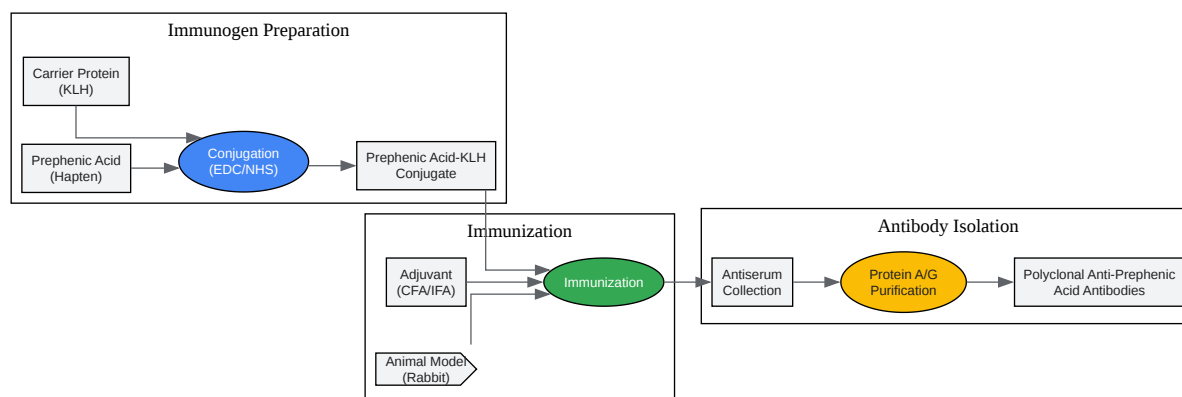 Immunogen Preparation
Carrier Protein
(KLH)
Prephenic Acid
(Hapten)
Conjugation
(EDC/NHS)
Prephenic Acid-KLH
Conjugate
Immunization
Adjuvant
(CFA/IFA)
Animal Model
(Rabbit)
Immunization
Antibody Isolation
Antiserum
Collection
Protein A/G
Purification
Polyclonal Anti-Prephenic
Acid Antibodies